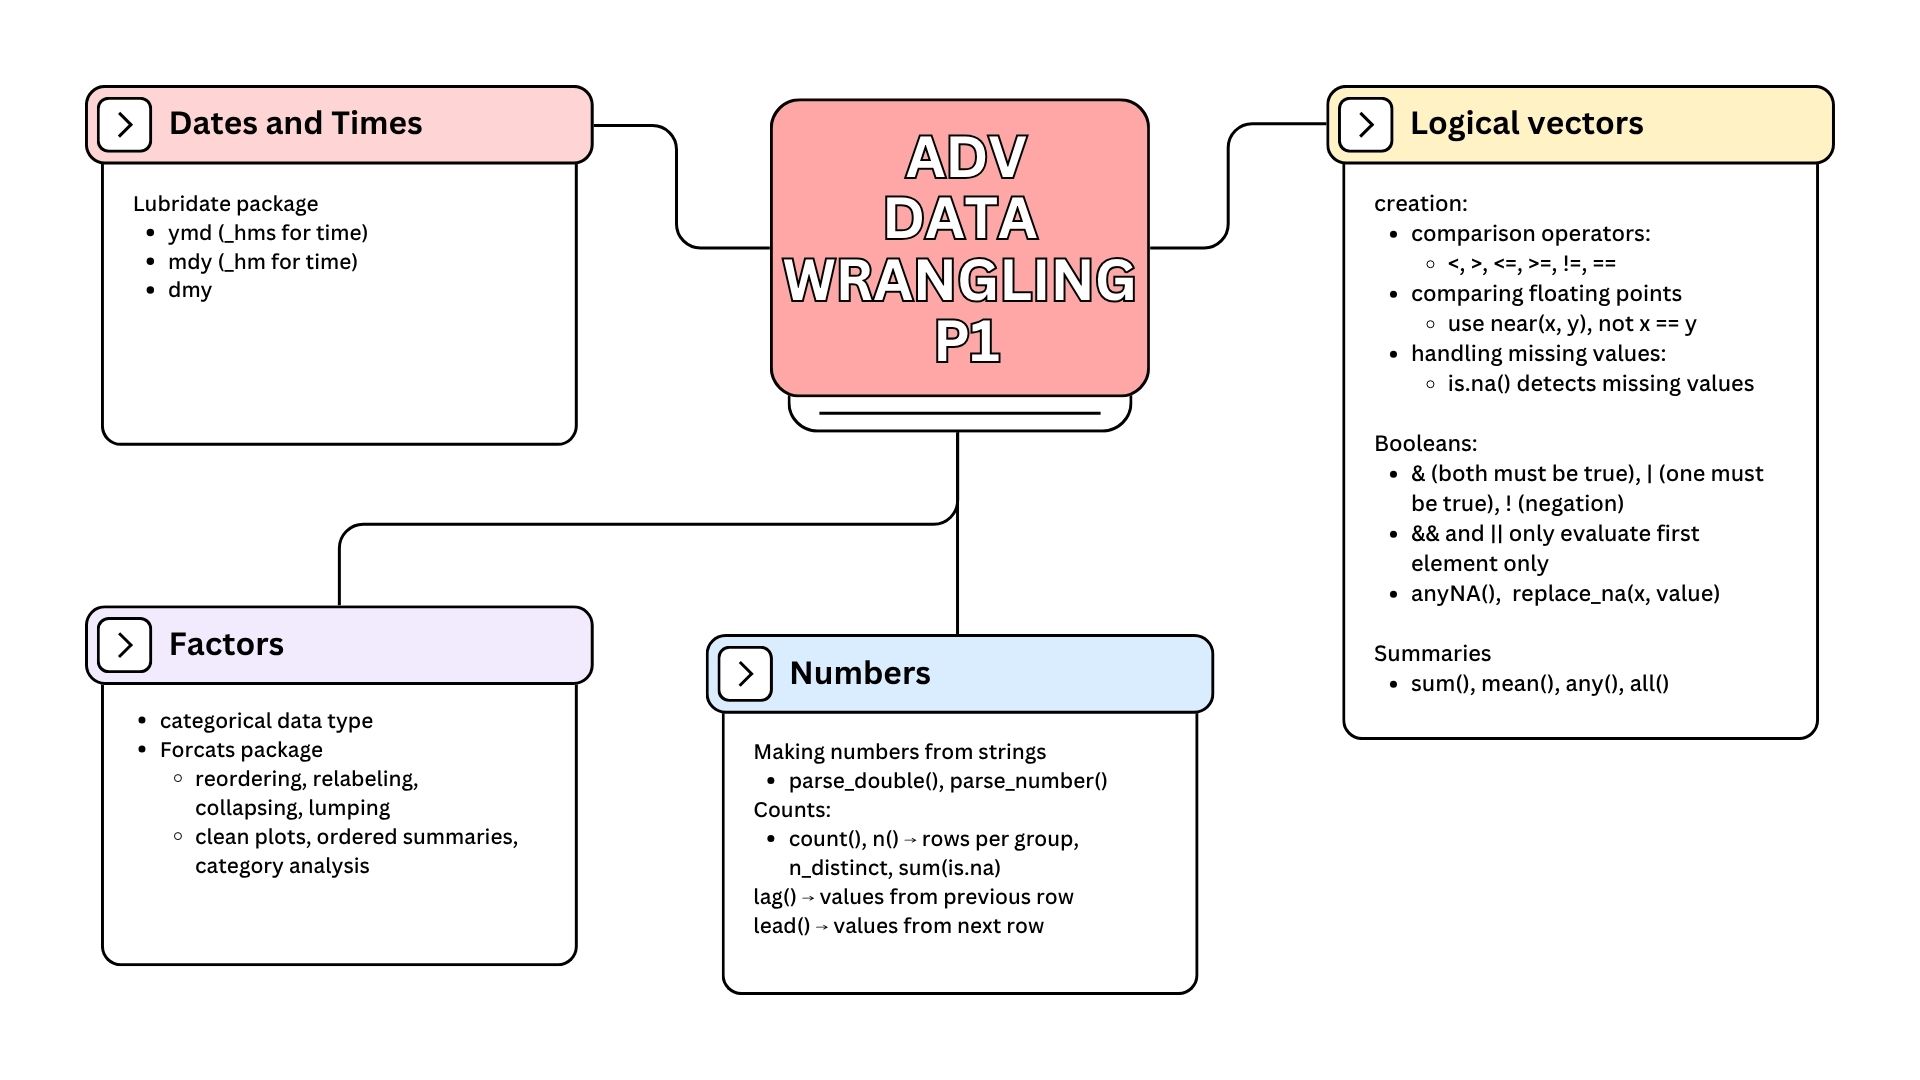 ADV
DATA
WRANGLING
P1
Dates and Times
Lubridate package
• ymd (_hms for time)
• mdy (_hm for time)
• dmy
Logical vectors
creation:
• comparison operators:
◦ <, >, <=, >=, !=, ==
• comparing floating points
◦ use near(x, y), not x == y
• handling missing values:
◦ is.na() detects missing values
Booleans:
• & (both must be true), | (one must
be true), ! (negation)
• && and || only evaluate first
element only
• anyNA(),  replace_na(x, value)
Summaries
• sum(), mean(), any(), all()
Factors
• categorical data type
• Forcats package
◦ reordering, relabeling,
collapsing, lumping
◦ clean plots, ordered summaries,
category analysis
Numbers
Making numbers from strings
• parse_double(), parse_number()
Counts:
• count(), n() → rows per group,
n_distinct, sum(is.na)
lag() → values from previous row
lead() → values from next row